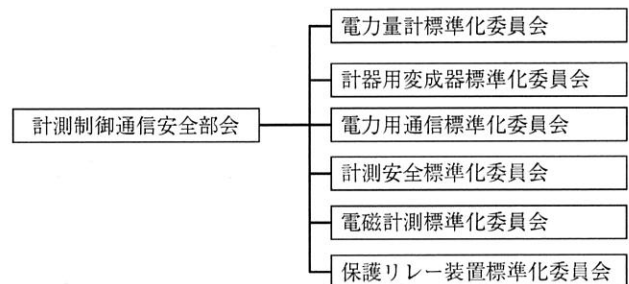 電力量計標準化委員会
計器用変成器標準化委員会
計測制御通信安全部会
電力用通信標準化委員会
計測安全標準化委員会
電磁計測標準化委員会
保護リレー装置標準化委員会